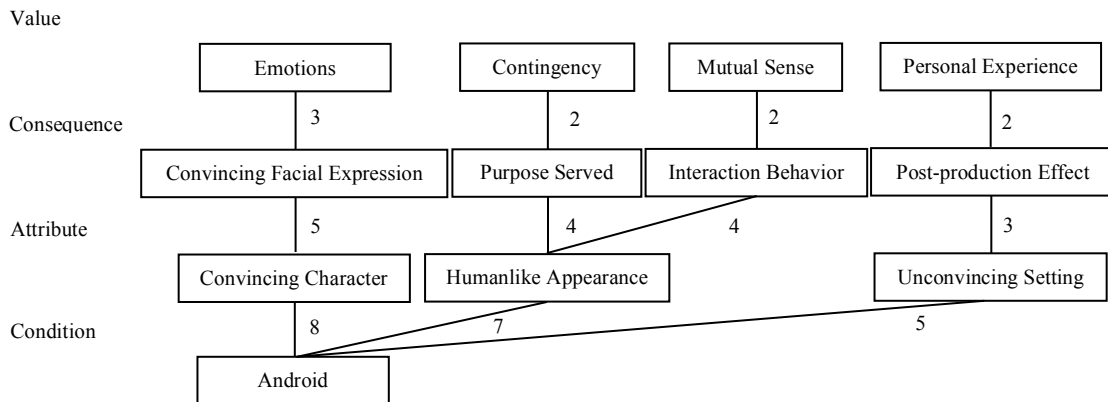 Value
Emotions Contingency Mutual Sense Personal Experience
Consequence 3 2 2 2
Convincing Facial Expression Purpose Served Interaction Behavior Post-production Effect
Attribute 5 4 4 3
Convincing Character Humanlike Appearance Unconvincing Setting
Condition 8 7 5
Android